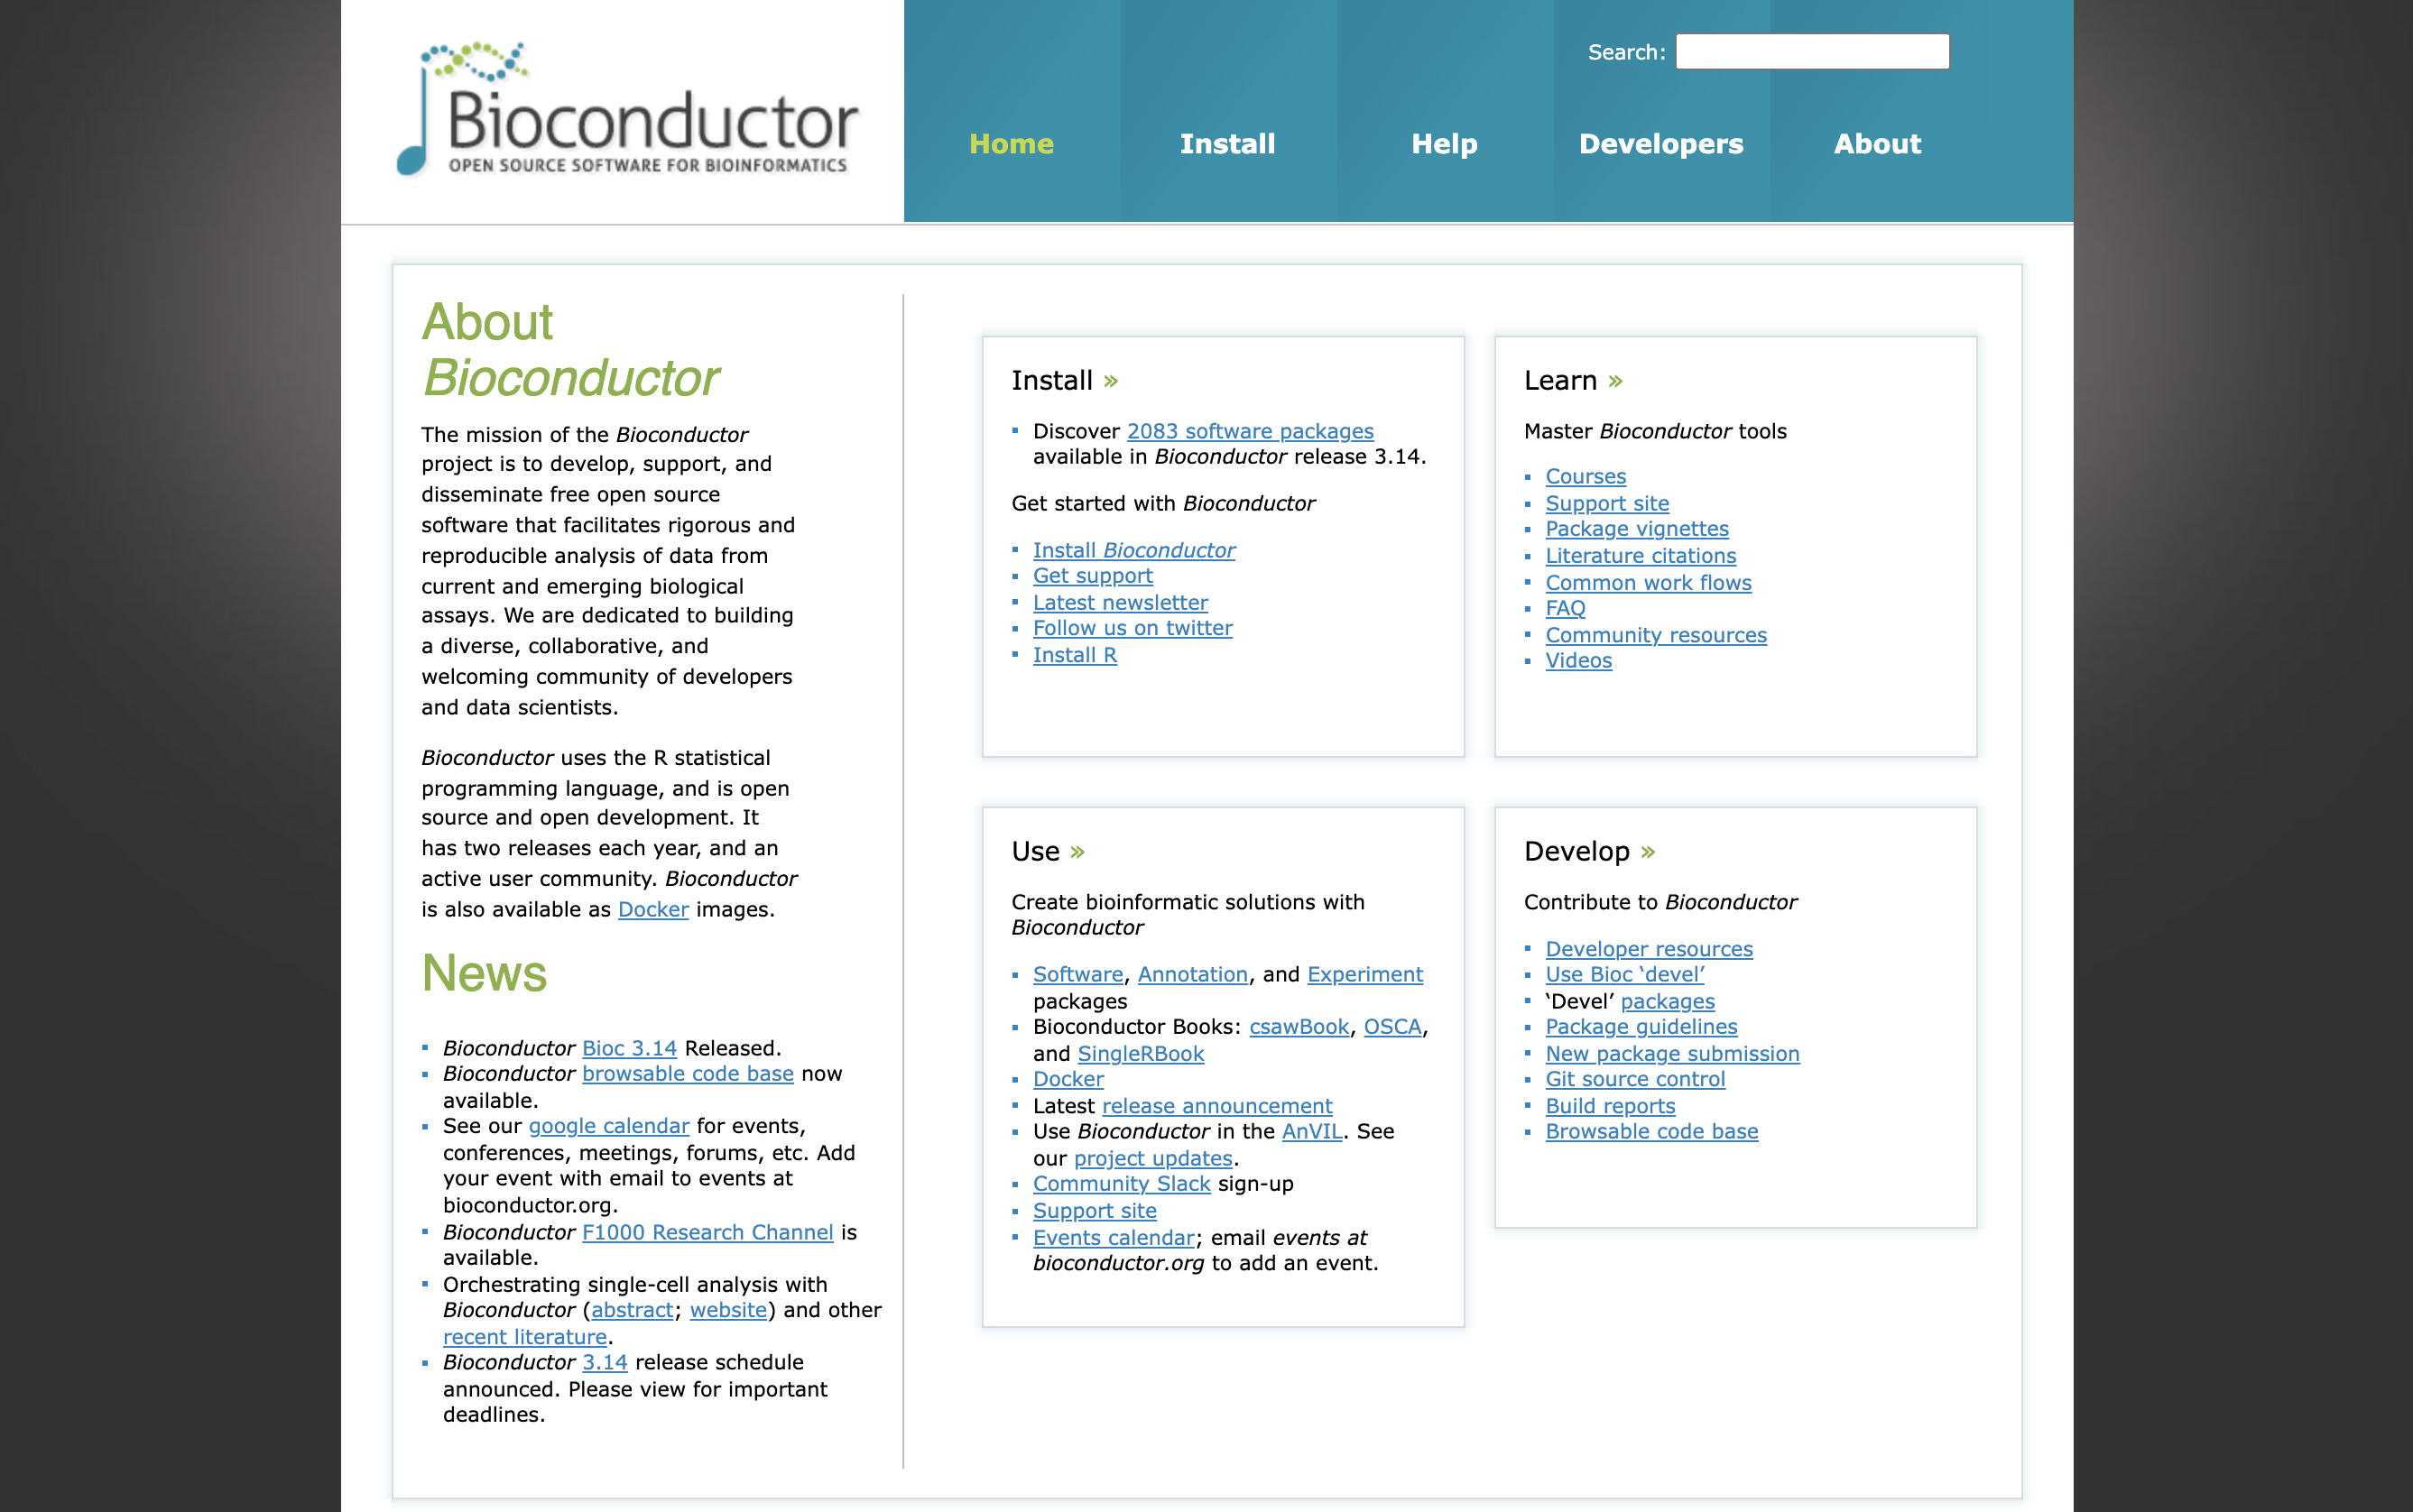 Bioconductor
OPEN SOURCE SOFTWARE FOR BIOINFORMATICS
Search:
Home
Install
Help
Developers
About
About
Bioconductor
The mission of the Bioconductor
project is to develop, support, and
disseminate free open source
software that facilitates rigorous and
reproducible analysis of data from
current and emerging biological
assays. We are dedicated to building
a diverse, collaborative, and
welcoming community of developers
and data scientists.
Bioconductor uses the R statistical
programming language, and is open
source and open development. It
has two releases each year, and an
active user community. Bioconductor
is also available as Docker images.
News
Bioconductor Bioc 3.14 Released.
Bioconductor browsable code base now
available.
See our google calendar for events,
conferences, meetings, forums, etc. Add
your event with email to events at
bioconductor.org.
Bioconductor F1000 Research Channel is
available.
Orchestrating single-cell analysis with
Bioconductor (abstract; website) and other
recent literature.
Bioconductor 3.14 release schedule
announced. Please view for important
deadlines.
Install »
Discover 2083 software packages
available in Bioconductor release 3.14.
Get started with Bioconductor
Install Bioconductor
Get support
Latest newsletter
Follow us on twitter
Install R
Learn »
Master Bioconductor tools
Courses
Support site
Package vignettes
Literature citations
Common work flows
FAQ
Community resources
Videos
Use »
Create bioinformatic solutions with
Bioconductor
Software, Annotation, and Experiment
packages
Bioconductor Books: csawBook, OSCA,
and SingleRBook
Docker
Latest release announcement
Use Bioconductor in the AnVIL. See
our project updates.
Community Slack sign-up
Support site
Events calendar; email events at
bioconductor.org to add an event.
Develop »
Contribute to Bioconductor
Developer resources
Use Bioc ‘devel’
‘Devel’ packages
Package guidelines
New package submission
Git source control
Build reports
Browsable code base